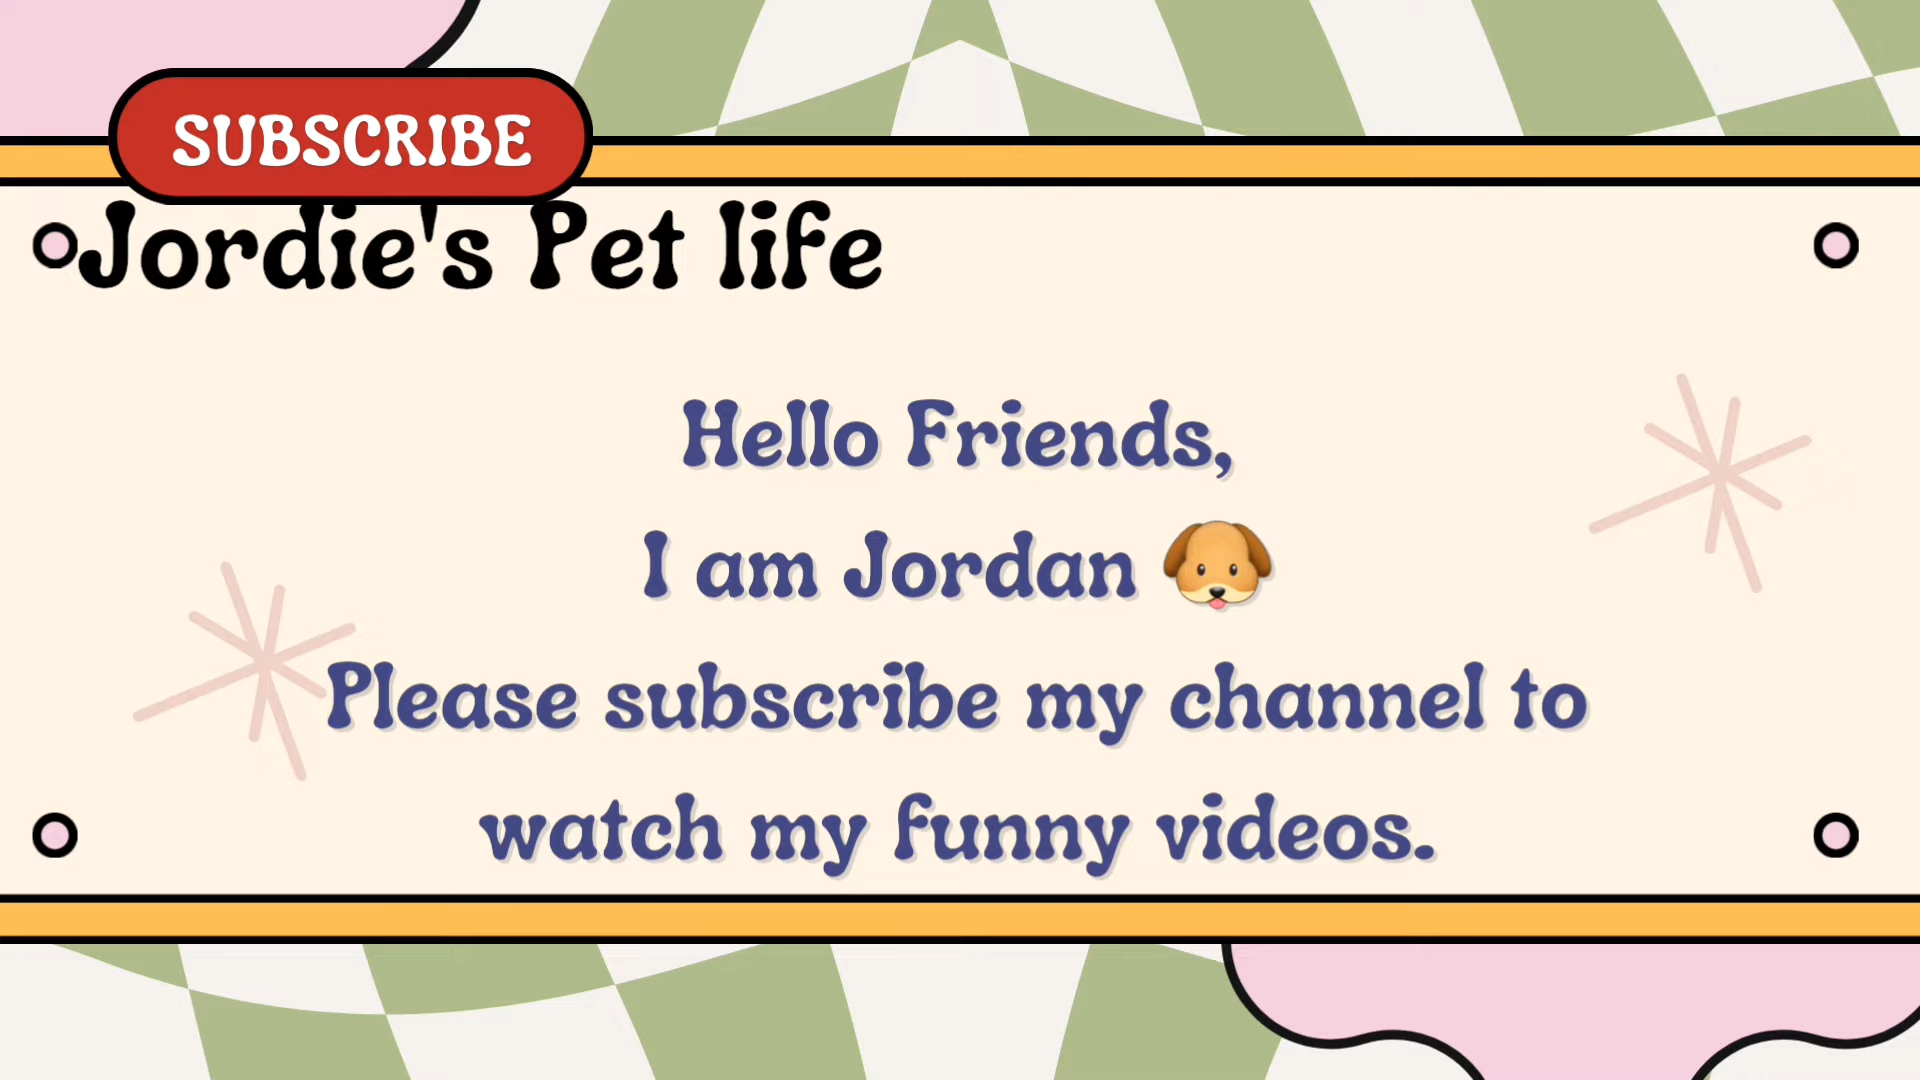 SUBSCRIBE
Jordie's Pet life
Hello Friends,
I am Jordan 🐶
Please subscribe my channel to
watch my funny videos.